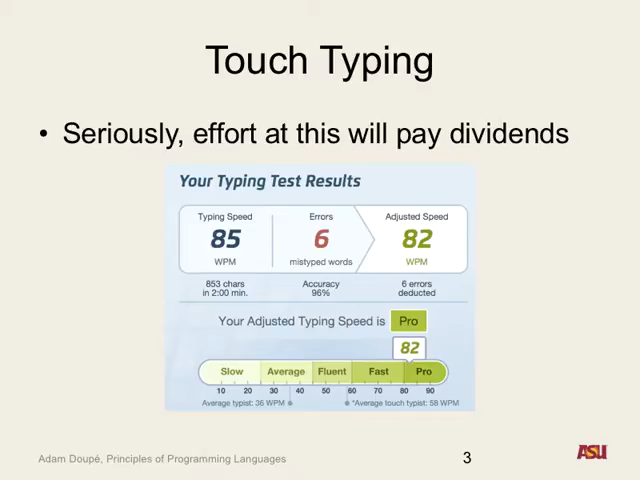 Touch Typing
• Seriously, effort at this will pay dividends
Your Typing Test Results
Typing Speed Errors Adjusted Speed
85 6 82
WPM mistyped words WPM
853 chars Accuracy 6 errors
in 2:00 min. 96% deducted
Your Adjusted Typing Speed is Pro
82
Slow Average Fluent Fast Pro
10 20 30 40 50 60 70 80 90
Average typist: 36 WPM *Average touch typist: 58 WPM
Adam Doupé, Principles of Programming Languages 3 ASU